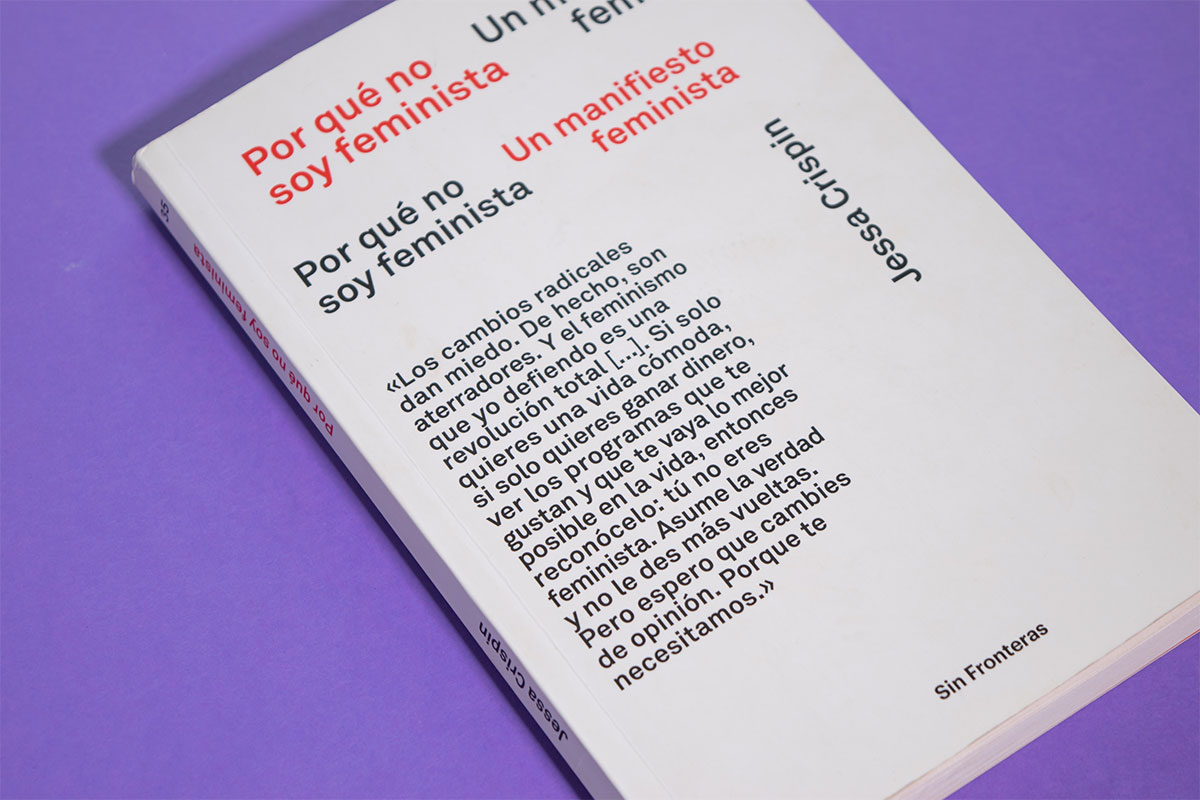 Un m
fem
Por qué no
soy feminista
Un manifiesto
feminista
Por qué no
soy feminista
Jessa Crispin
«Los cambios radicales
dan miedo. De hecho, son
aterradores. Y el feminismo
que yo defiendo es una
revolución total [...]. Si solo
quieres una vida cómoda,
si solo quieres ganar dinero,
ver los programas que te
gustan y que te vaya lo mejor
posible en la vida, entonces
reconócelo: tú no eres
feminista. Asume la verdad
y no le des más vueltas.
Pero espero que cambies
de opinión. Porque te
necesitamos.»
Sin Fronteras
Por qué no soy feminista
Jessa Crispin